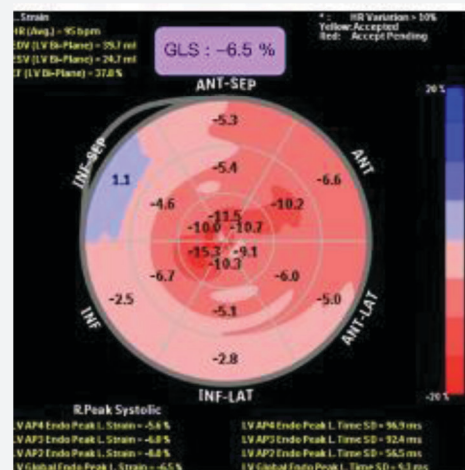 L. Strain
HR (Avg.) = 95 bpm
EDV (LV Bi-Plane) = 39.7 ml
ESV (LV Bi-Plane) = 24.7 ml
EF (LV Bi-Plane) = 37.8 %
GLS : -6.5 %
* : HR Variation > 10%
Yellow: Accepted
Red: Accept Pending
20 %
ANT-SEP
INF-SEP
ANT
-5.3
1.1
-6.6
-5.4
-4.6
-10.2
-11.5
-10.0
-10.7
-15.3
-9.1
-10.3
-6.7
-6.0
-2.5
-5.0
-5.1
-2.8
INF
ANT-LAT
INF-LAT
-20 %
R.Peak Systolic
LV AP4 Endo Peak L. Strain = -5.6 %
LV AP3 Endo Peak L. Strain = -6.8 %
LV AP2 Endo Peak L. Strain = -8.0 %
LV Global Endo Peak L. Strain = -6.5 %
LV AP4 Endo Peak L. Time SD = 96.9 ms
LV AP3 Endo Peak L. Time SD = 92.4 ms
LV AP2 Endo Peak L. Time SD = 56.5 ms
LV Global Endo Peak L. Time SD =